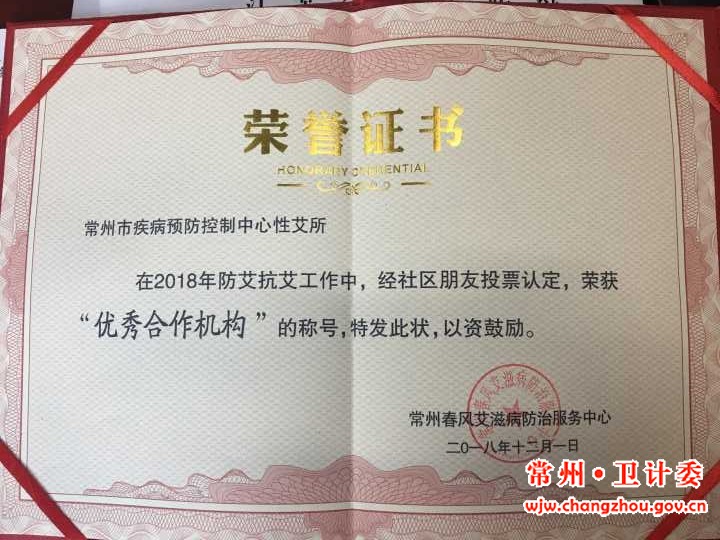 荣誉证书
HONORARY CREDENTIAL
常州市疾病预防控制中心性艾所
在2018年防艾抗艾工作中，经社区朋友投票认定，荣获
“优秀合作机构”的称号，特发此状，以资鼓励。
常州春风艾滋病防治服务中心
二〇一八年十二月一日
常州·卫计委
wjw.changzhou.gov.cn